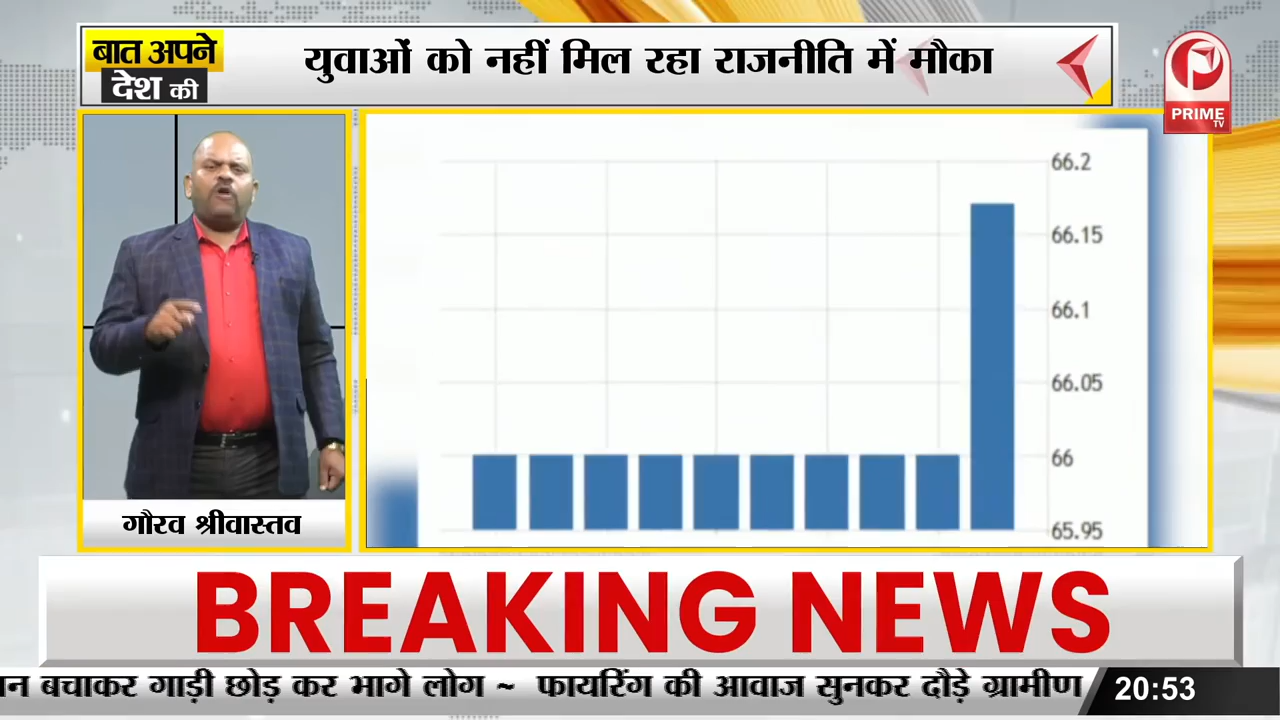 बात अपने
देश की
युवाओं को नहीं मिल रहा राजनीति में मौका
PRIME
TV
66.2
66.15
66.1
66.05
66
65.95
गौरव श्रीवास्तव
BREAKING NEWS
न बचाकर गाड़ी छोड़ कर भागे लोग ~ फायरिंग की आवाज सुनकर दौड़े ग्रामीण
20:53